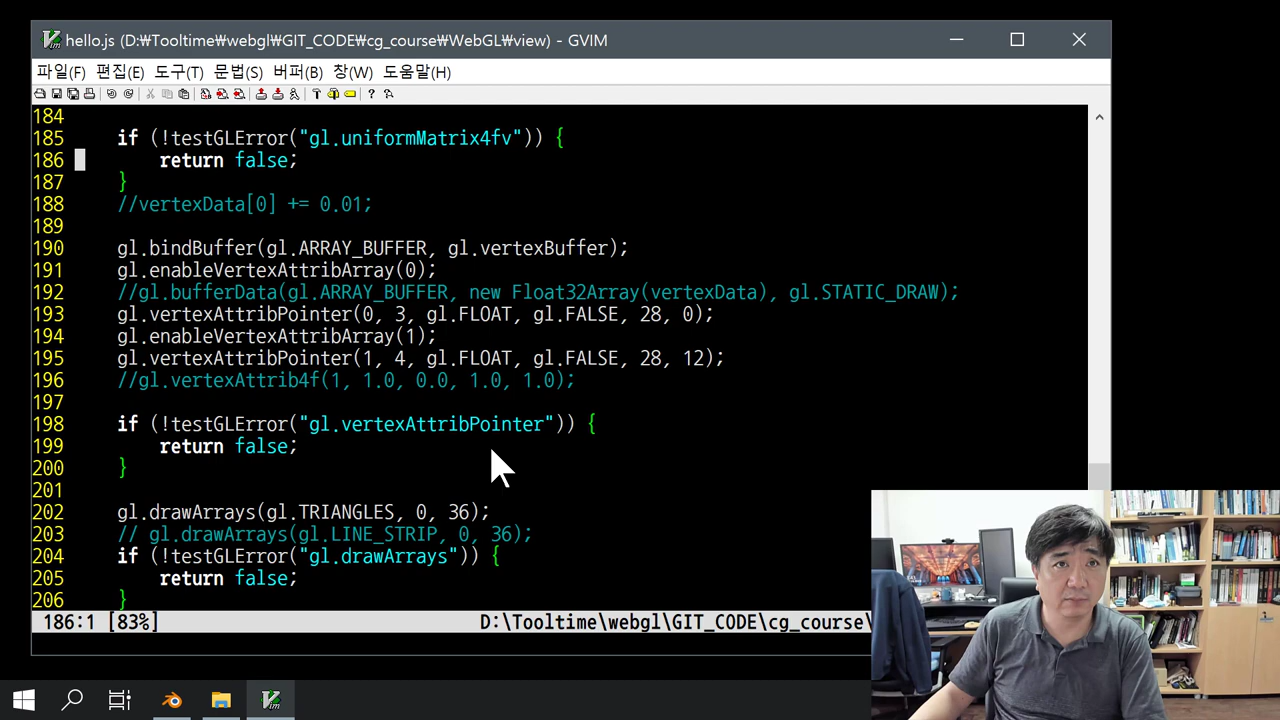 hello.js (D:₩Tooltime₩webgl₩GIT_CODE₩cg_course₩WebGL₩view) - GVIM
파일(F) 편집(E) 도구(T) 문법(S) 버퍼(B) 창(W) 도움말(H)
184
185     if (!testGLError("gl.uniformMatrix4fv")) {
186         return false;
187     }
188     //vertexData[0] += 0.01;
189
190     gl.bindBuffer(gl.ARRAY_BUFFER, gl.vertexBuffer);
191     gl.enableVertexAttribArray(0);
192     //gl.bufferData(gl.ARRAY_BUFFER, new Float32Array(vertexData), gl.STATIC_DRAW);
193     gl.vertexAttribPointer(0, 3, gl.FLOAT, gl.FALSE, 28, 0);
194     gl.enableVertexAttribArray(1);
195     gl.vertexAttribPointer(1, 4, gl.FLOAT, gl.FALSE, 28, 12);
196     //gl.vertexAttrib4f(1, 1.0, 0.0, 1.0, 1.0);
197
198     if (!testGLError("gl.vertexAttribPointer")) {
199         return false;
200     }
201
202     gl.drawArrays(gl.TRIANGLES, 0, 36);
203     // gl.drawArrays(gl.LINE_STRIP, 0, 36);
204     if (!testGLError("gl.drawArrays")) {
205         return false;
206     }
186:1 [83%] D:\Tooltime\webgl\GIT_CODE\cg_course\